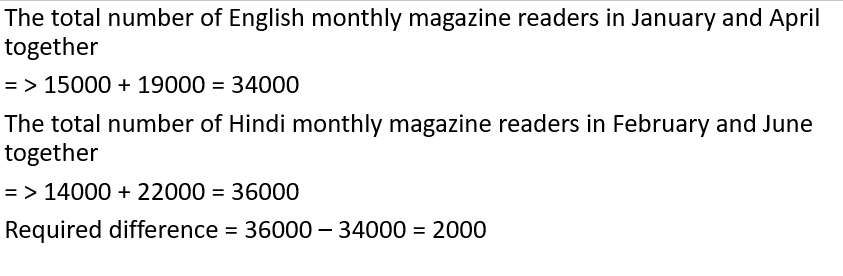 The total number of English monthly magazine readers in January and April
together
= > 15000 + 19000 = 34000
The total number of Hindi monthly magazine readers in February and June
together
= > 14000 + 22000 = 36000
Required difference = 36000 – 34000 = 2000